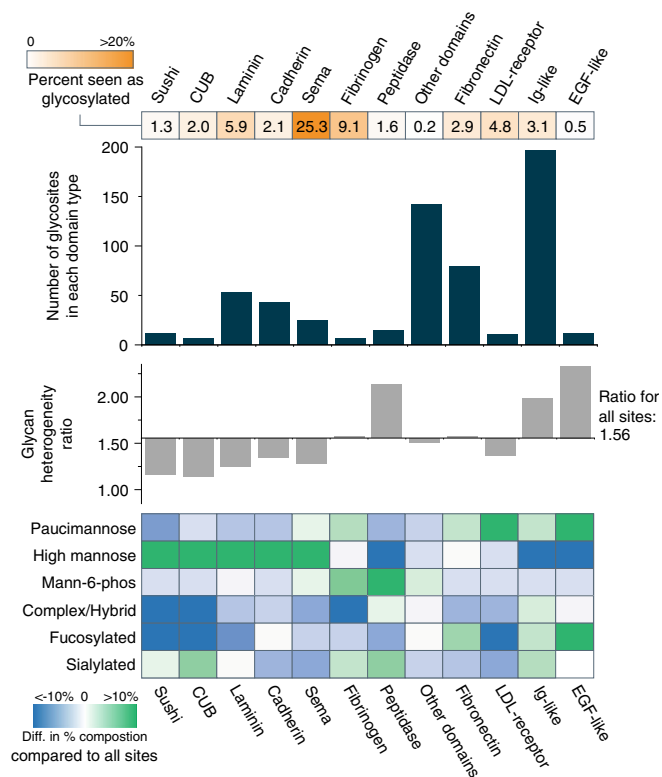 0 >20%
Percent seen as
glycosylated
Sushi CUB Laminin Cadherin Sema Fibrinogen Peptidase Other domains Fibronectin LDL-receptor Ig-like EGF-like
1.3 2.0 5.9 2.1 25.3 9.1 1.6 0.2 2.9 4.8 3.1 0.5
Number of glycosites
in each domain type
200
150
100
50
0
Glycan
heterogeneity
ratio
2.00
1.50
1.00
Ratio for
all sites:
1.56
Paucimannose
High mannose
Mann-6-phos
Complex/Hybrid
Fucosylated
Sialylated
Sushi CUB Laminin Cadherin Sema Fibrinogen Peptidase Other domains Fibronectin LDL-receptor Ig-like EGF-like
<-10% 0 >10%
Diff. in % compostion
compared to all sites